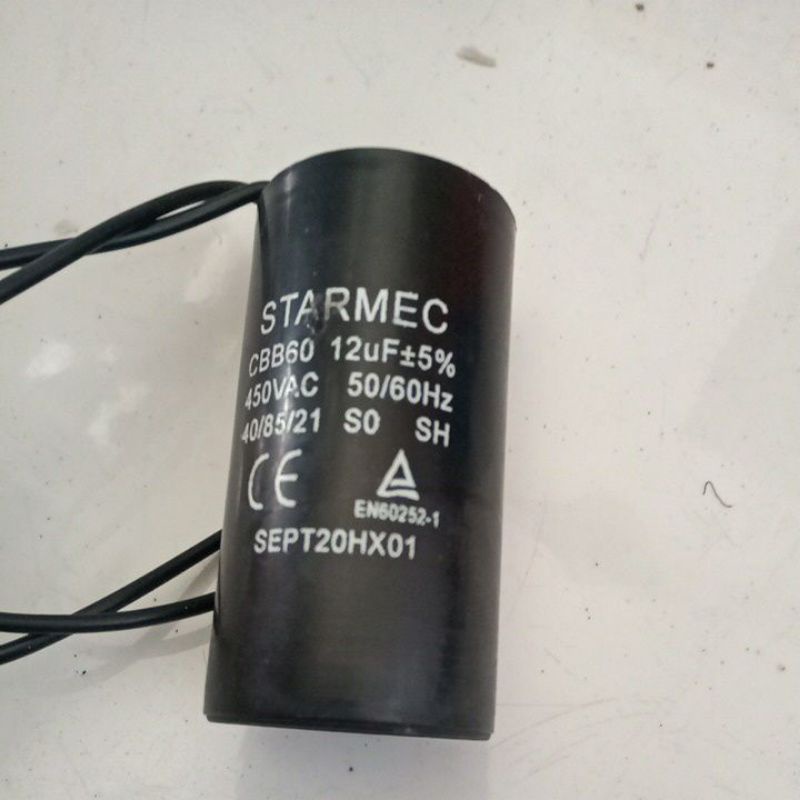 STARMEC
CBB60 12uF±5%
450VAC 50/60Hz
40/85/21 S0 SH
CE
EN60252-1
SEPT20HX01